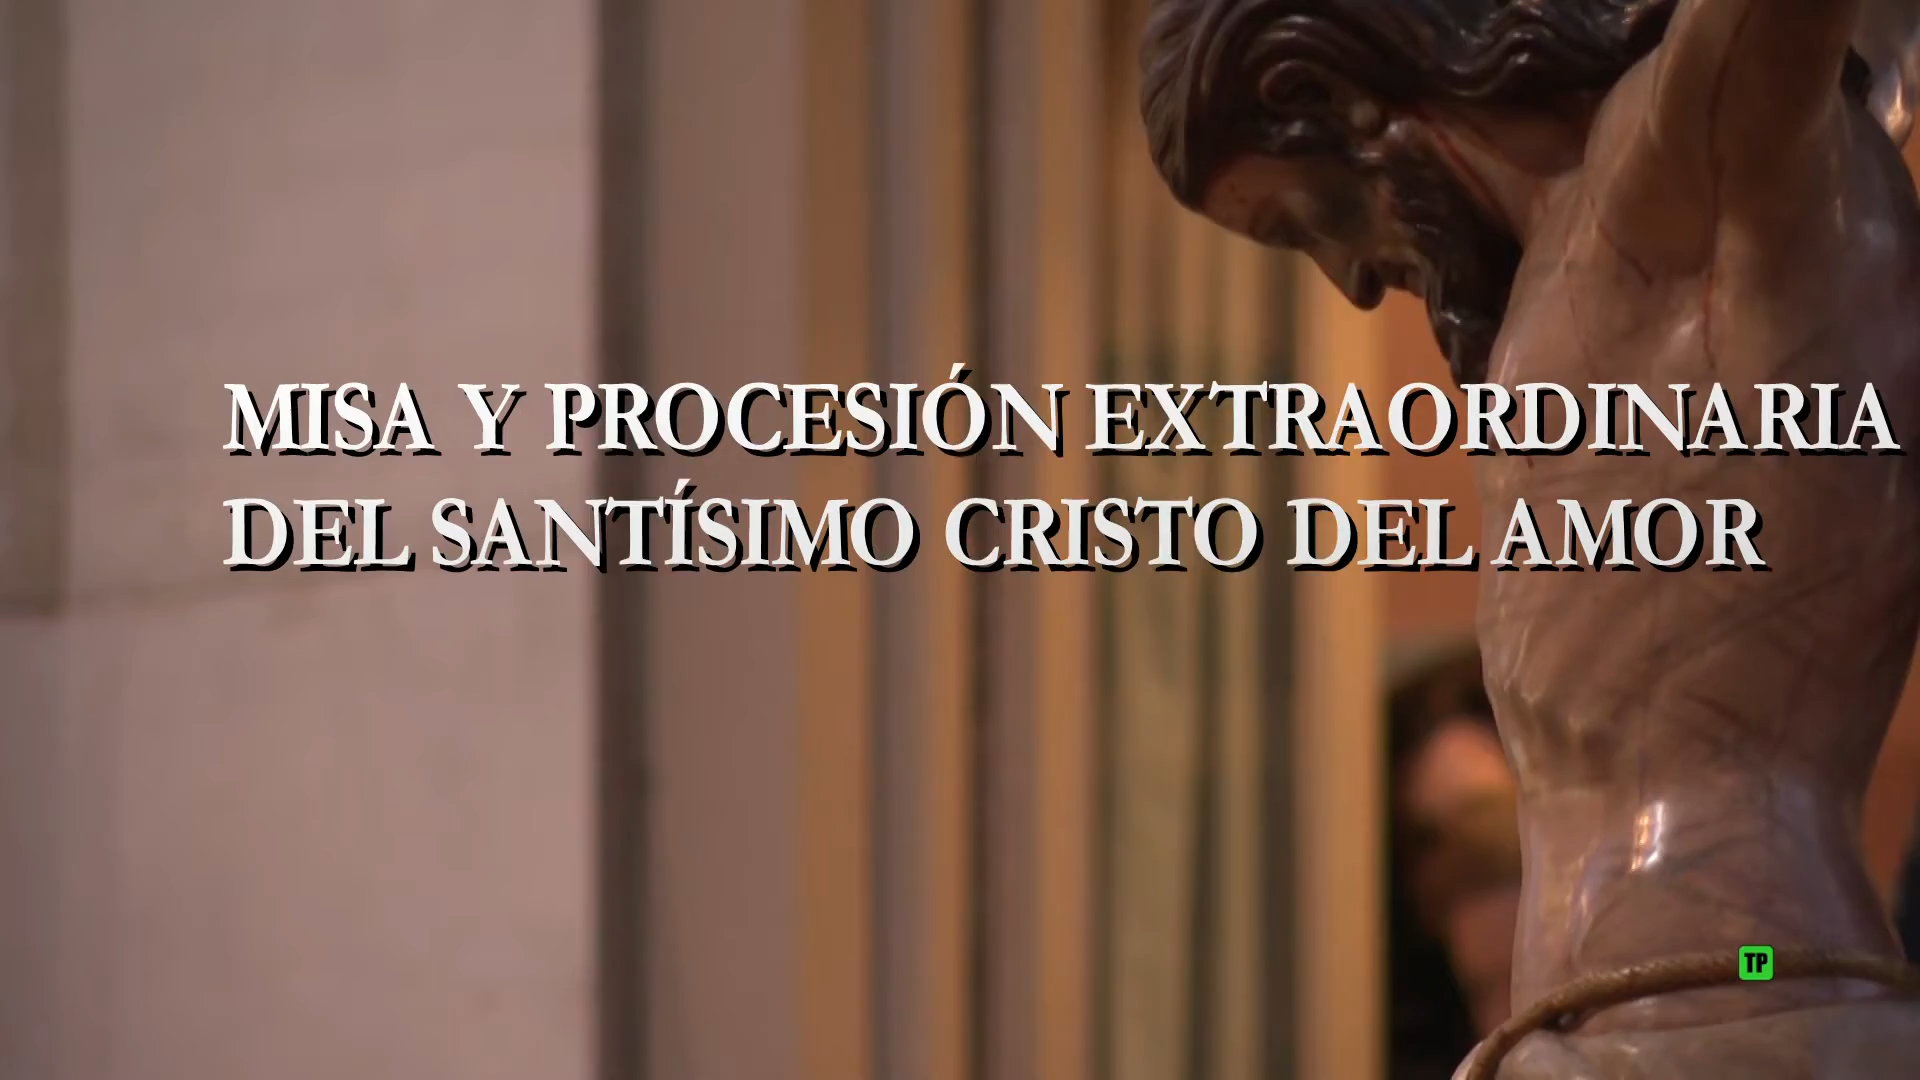 MISA Y PROCESIÓN EXTRAORDINARIA
DEL SANTÍSIMO CRISTO DEL AMOR
TP